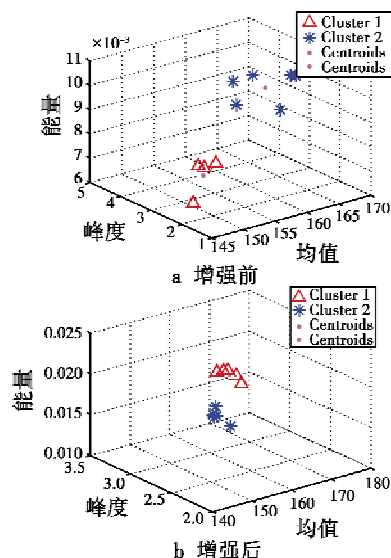 ×10⁻³
△ Cluster 1
* Cluster 2
• Centroids
• Centroids
能量
11
10
9
8
7
6
5
4
3
2
1
峰度
145
150
155
160
165
170
均值
a 增强前
△ Cluster 1
* Cluster 2
• Centroids
• Centroids
能量
0.025
0.020
0.015
0.010
3.5
3.0
2.5
2.0
峰度
140
150
160
170
180
均值
b 增强后